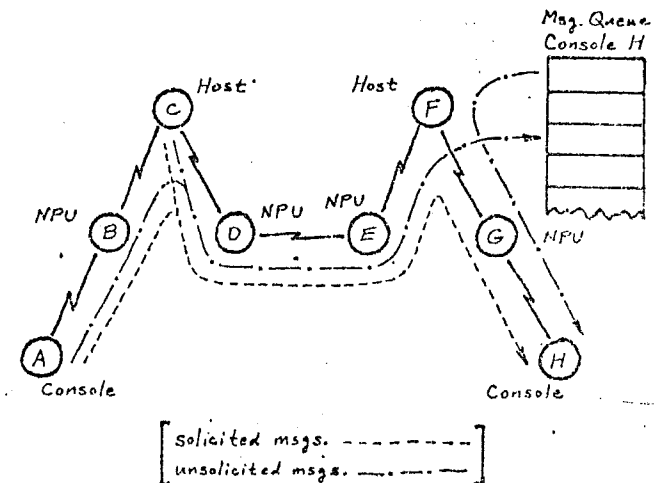 Msg. Queue
Console H
Host
Host
C
F
NPU
NPU
NPU
B
D
E
G
NPU
A
H
Console
Console
solicited msgs.
unsolicited msgs.